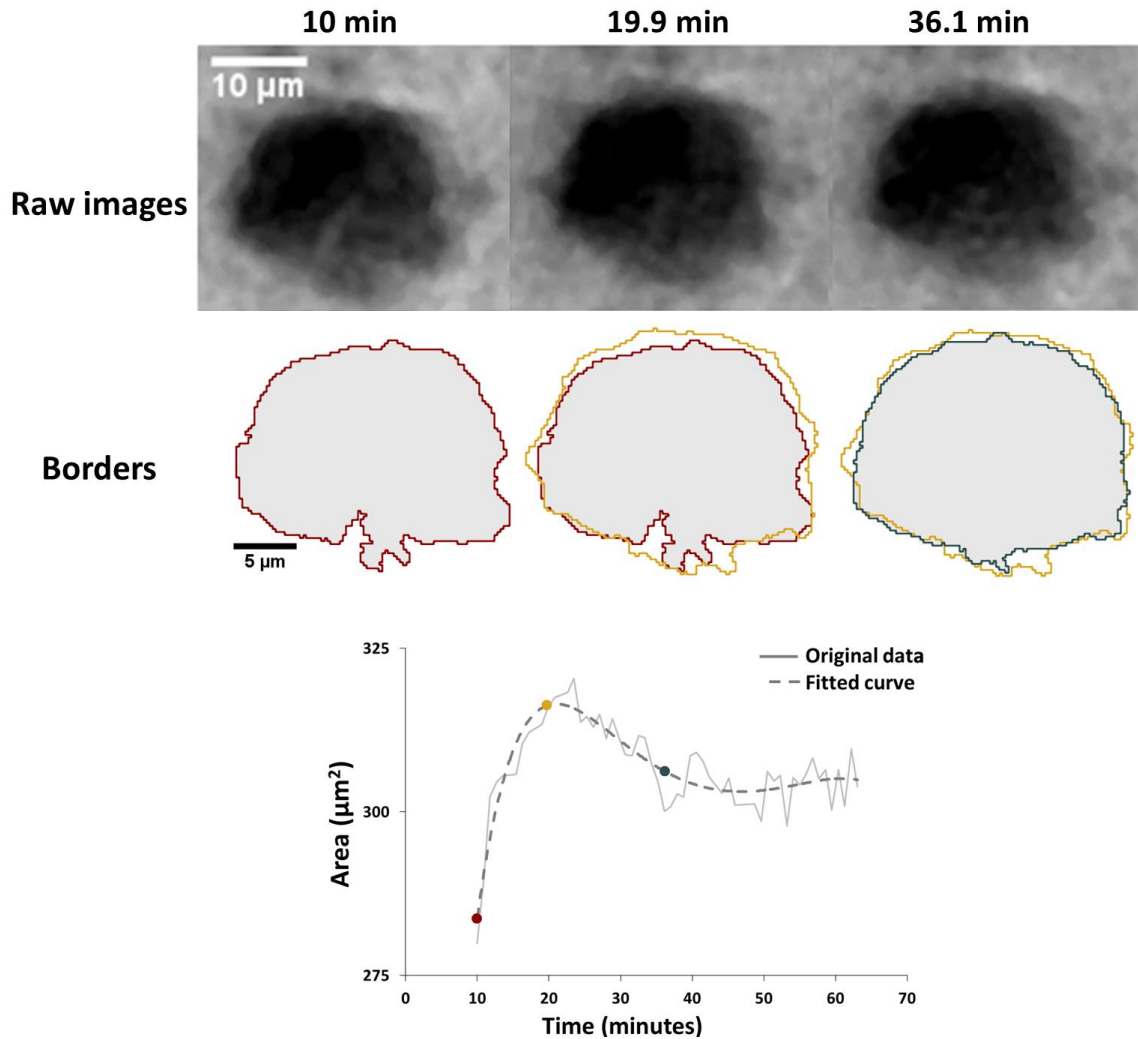 10 min 19.9 min 36.1 min
10 µm
Raw images
Borders
5 µm
325
Original data
Fitted curve
300
275
Area (µm²)
0 10 20 30 40 50 60 70
Time (minutes)